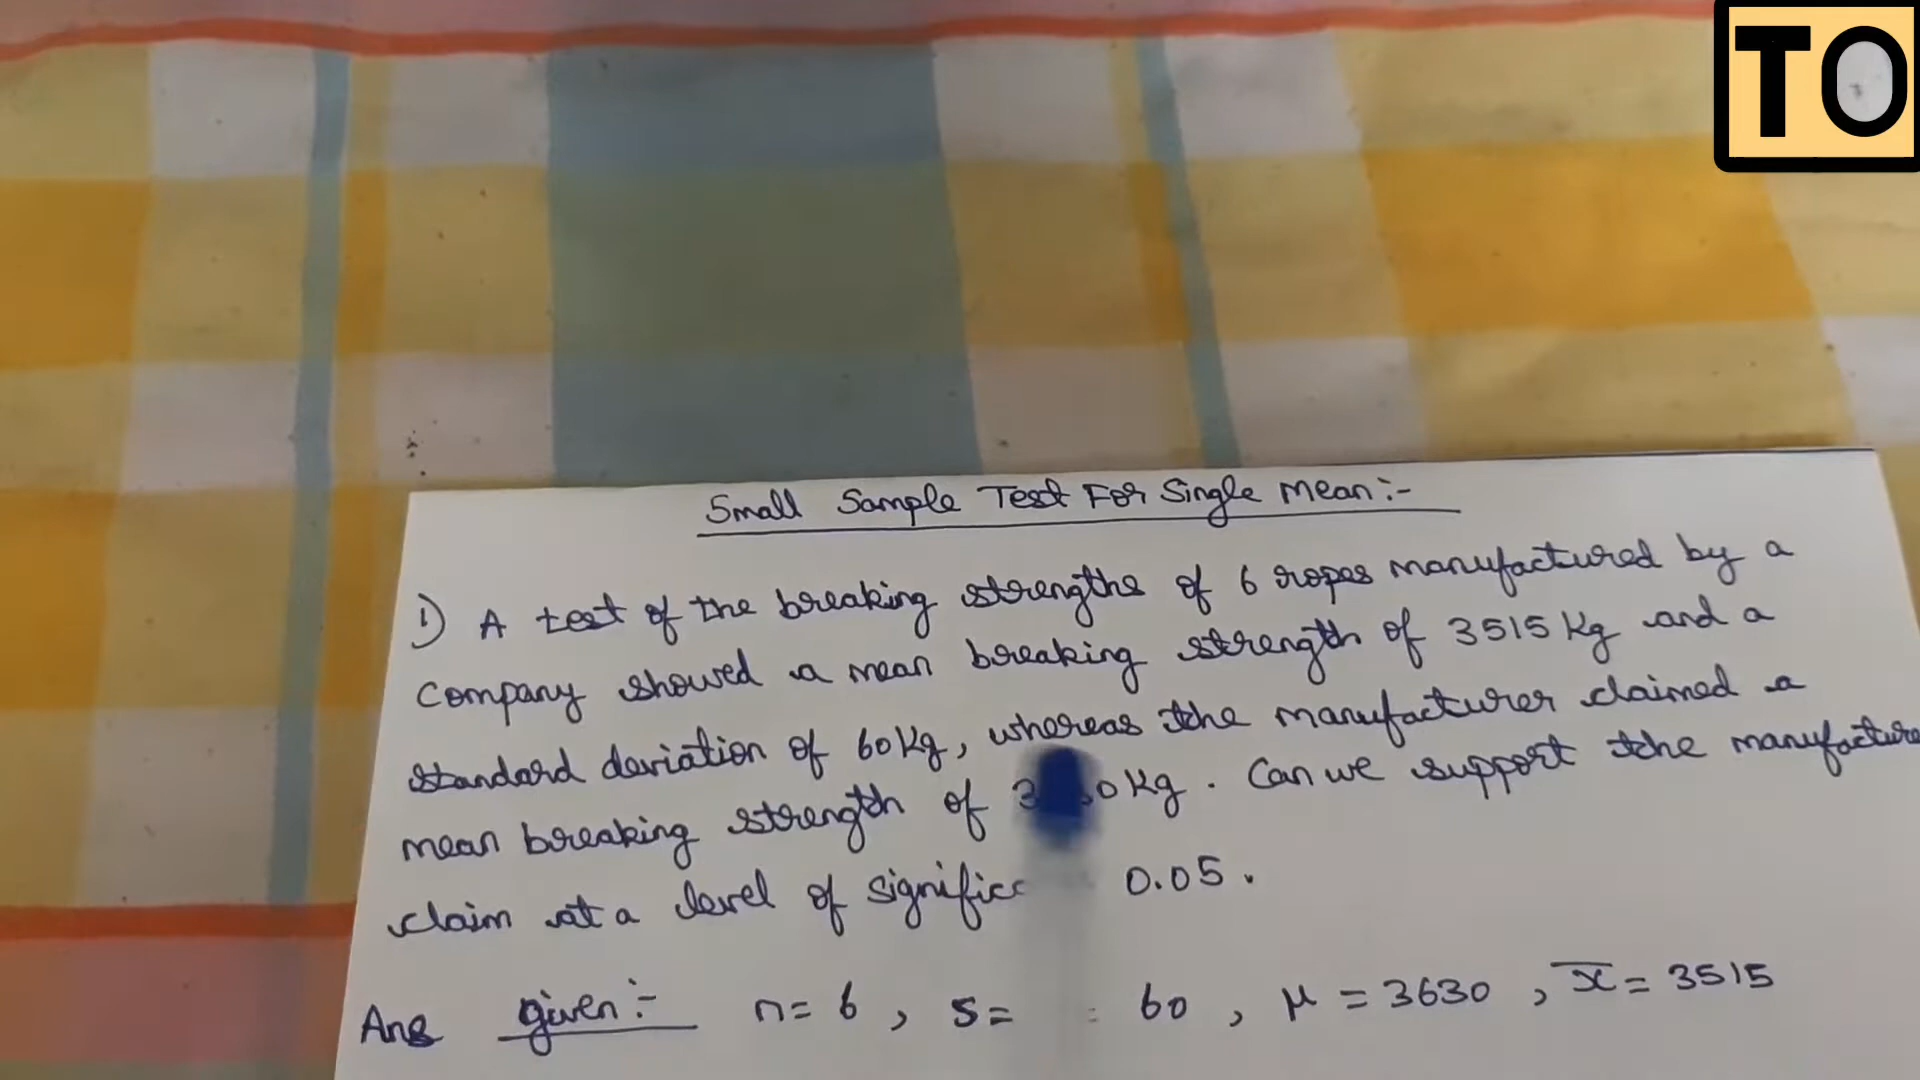 TO
Small Sample Test For Single Mean:-
1) A test of the breaking strengths of 6 ropes manufactured by a
company showed a mean breaking strength of 3515 kg and a
standard deviation of 60kg, whereas the manufacturer claimed a
mean breaking strength of kg. Can we support the manufacture
claim at a level of 0.05.
Ans given:- n= 6, S= = 60, μ = 3630, x̄ = 3515